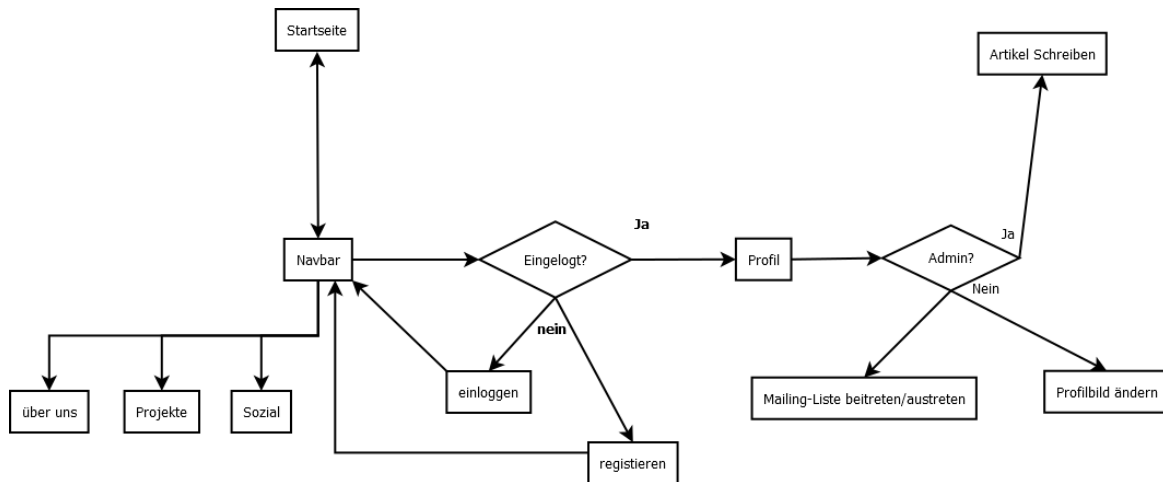 Startseite
Artikel Schreiben
Ja
Ja
Navbar
Eingelogt?
Profil
Admin?
Nein
nein
über uns
Projekte
Sozial
einloggen
Mailing-Liste beitreten/austreten
Profilbild ändern
registieren